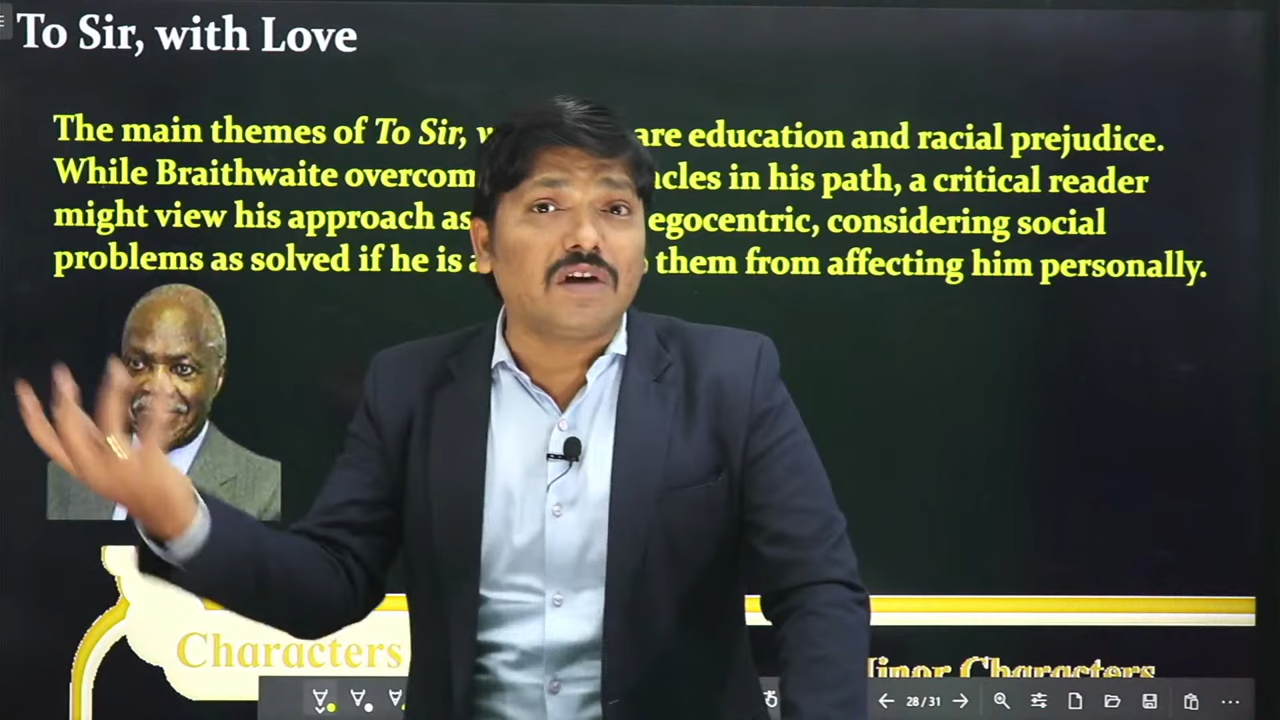 To Sir, with Love
The main themes of To Sir, are education and racial prejudice.
While Braithwaite in his path, a critical reader
might view his approach as egocentric, considering social
problems as solved if he is them from affecting him personally.
Characters
Minor Characters
28/31